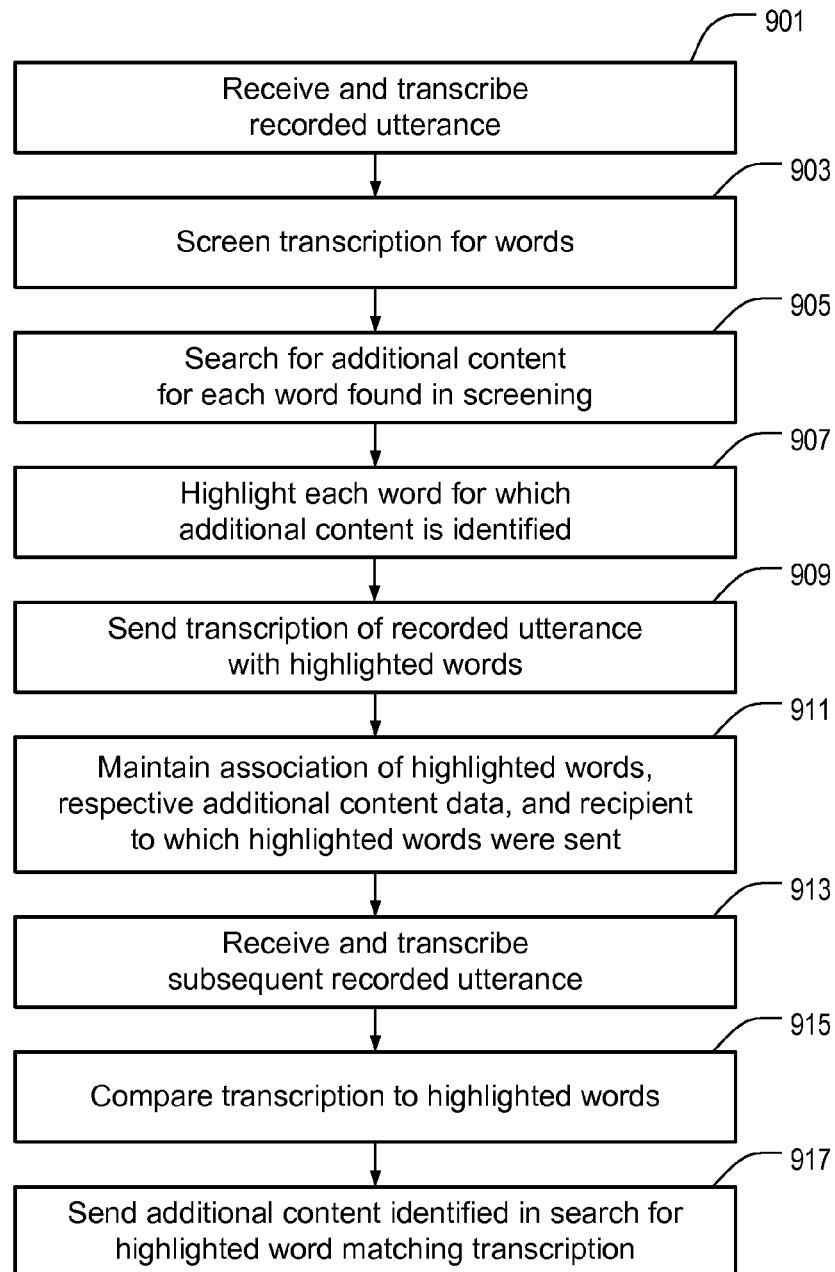 901
Receive and transcribe
recorded utterance
903
Screen transcription for words
905
Search for additional content
for each word found in screening
907
Highlight each word for which
additional content is identified
909
Send transcription of recorded utterance
with highlighted words
911
Maintain association of highlighted words,
respective additional content data, and recipient
to which highlighted words were sent
913
Receive and transcribe
subsequent recorded utterance
915
Compare transcription to highlighted words
917
Send additional content identified in search for
highlighted word matching transcription